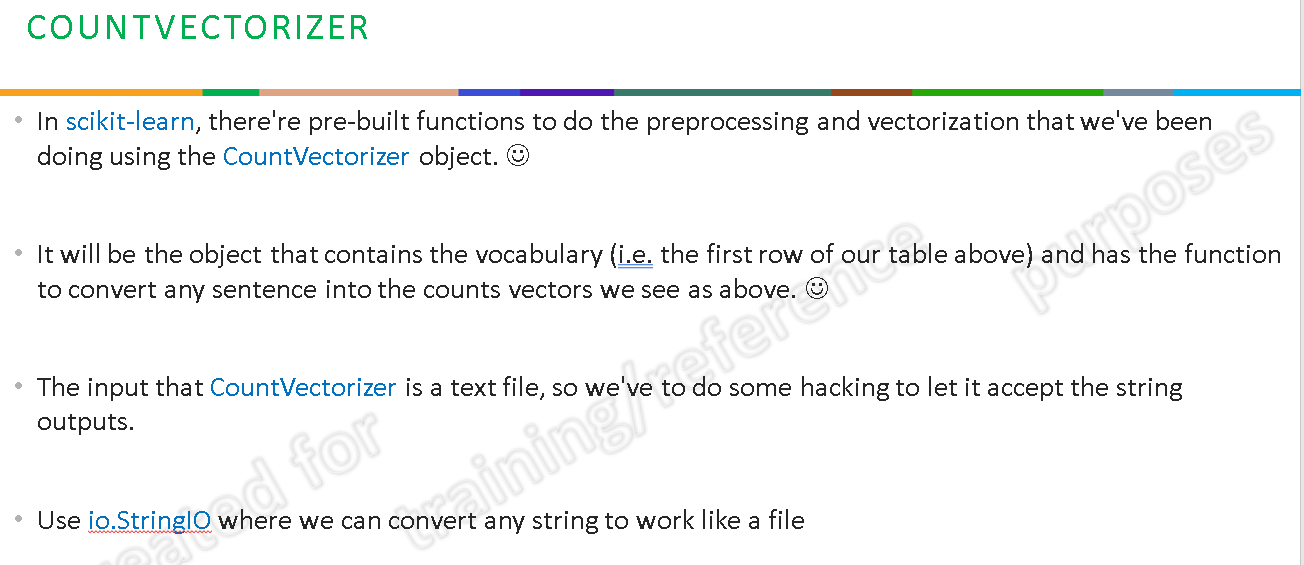 COUNTVECTORIZER
• In scikit-learn, there're pre-built functions to do the preprocessing and vectorization that we've been
doing using the CountVectorizer object. ☺
• It will be the object that contains the vocabulary (i.e. the first row of our table above) and has the function
to convert any sentence into the counts vectors we see as above. ☺
• The input that CountVectorizer is a text file, so we've to do some hacking to let it accept the string
outputs.
• Use io.StringIO where we can convert any string to work like a file
for
training/reference
purposes